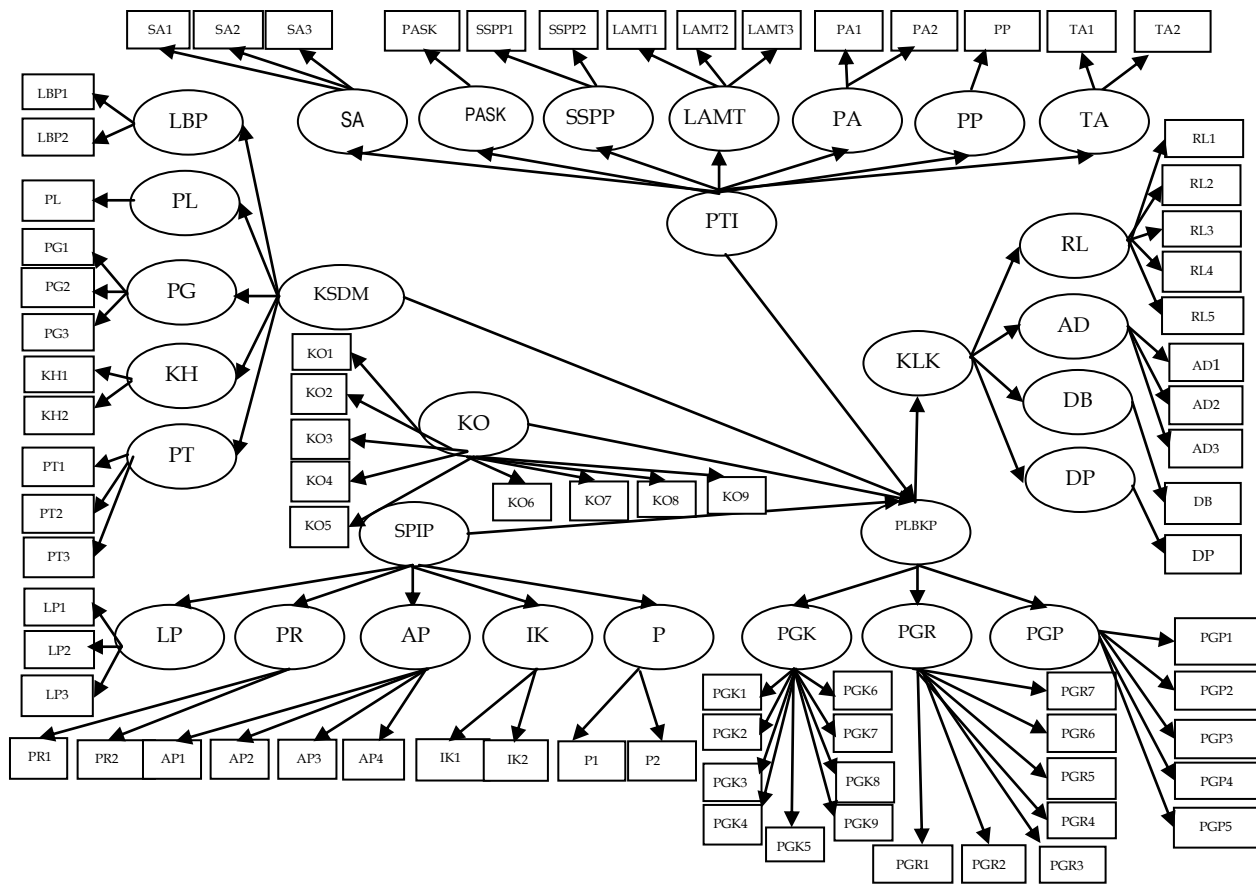 SA1 SA2 SA3 PASK SSPP1 SSPP2 LAMT1 LAMT2 LAMT3 PA1 PA2 PP TA1 TA2
SA PASK SSPP LAMT PA PP TA
LBP1
LBP2
LBP
PL
PL
PG1
PG2
PG3
PG
KH1
KH2
KH
PT1
PT2
PT3
PT
KSDM
PTI
KLK
RL
RL1
RL2
RL3
RL4
RL5
AD
AD1
AD2
AD3
DB
DB
DP
DP
KO
KO1
KO2
KO3
KO4
KO5
KO6 KO7 KO8 KO9
SPIP
PLBKP
LP PR AP IK P PGK PGR PGP
LP1
LP2
LP3
PR1 PR2 AP1 AP2 AP3 AP4 IK1 IK2 P1 P2
PGK1
PGK2
PGK3
PGK4
PGK5
PGK6
PGK7
PGK8
PGK9
PGR1 PGR2 PGR3
PGR7
PGR6
PGR5
PGR4
PGP1
PGP2
PGP3
PGP4
PGP5